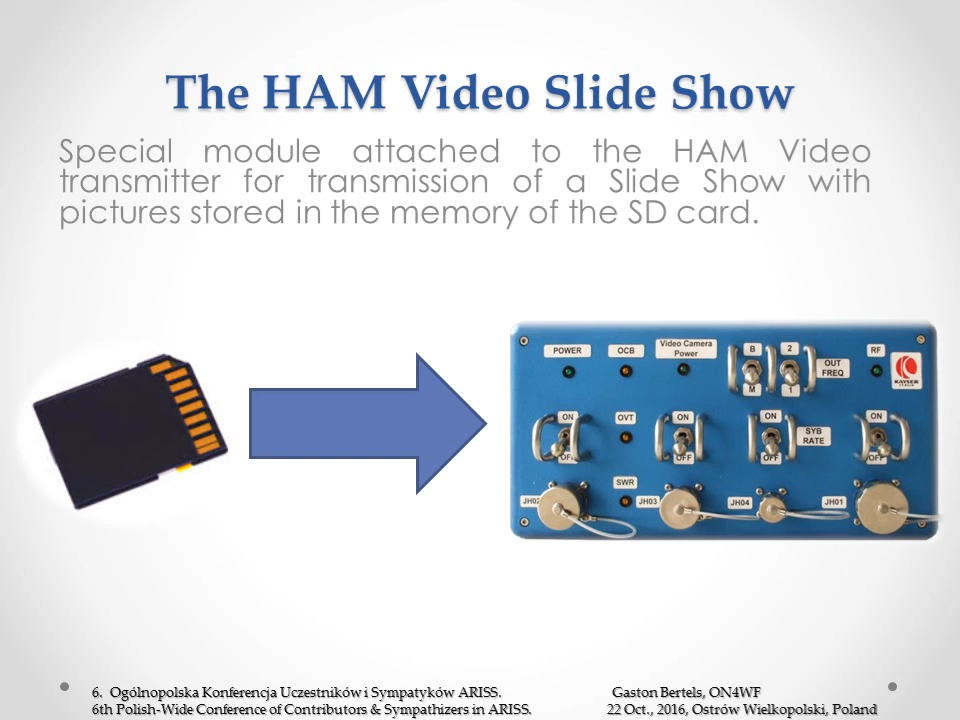 The HAM Video Slide Show
Special module attached to the HAM Video
transmitter for transmission of a Slide Show with
pictures stored in the memory of the SD card.
POWER
OCB
Video Camera
Power
B
2
OUT
FREQ
RF
M
1
KAYSER
ITALIA
ON
OVT
ON
ON
SYB
RATE
ON
OFF
OFF
OFF
OFF
SWR
JH02
JH03
JH04
JH01
6. Ogólnopolska Konferencja Uczestników i Sympatyków ARISS. Gaston Bertels, ON4WF
6th Polish-Wide Conference of Contributors & Sympathizers in ARISS. 22 Oct., 2016, Ostrów Wielkopolski, Poland